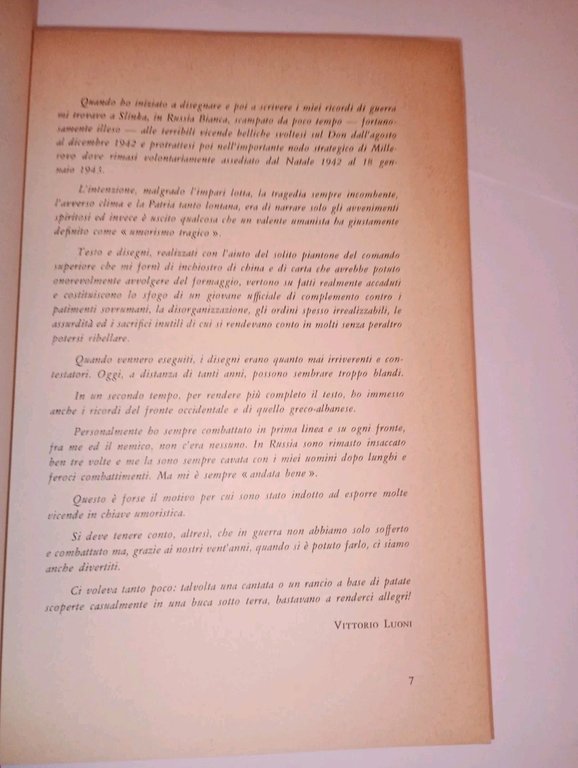 Quando ho iniziato a disegnare e poi a scrivere i miei ricordi di guerra
mi trovavo a Slinka, in Russia Bianca, scampato da poco tempo — fortuno-
samente illeso — alle terribili vicende belliche svoltesi sul Don dall'agosto
al dicembre 1942 e protrattesi poi nell'importante nodo strategico di Mille-
rovo dove rimasi volontariamente assediato dal Natale 1942 al 18 gen-
naio 1943.
L'intenzione, malgrado l'impari lotta, la tragedia sempre incombente,
l'avverso clima e la Patria tanto lontana, era di narrare solo gli avvenimenti
spiritosi ed invece è uscito qualcosa che un valente umanista ha giustamente
definito come « umorismo tragico ».
Testo e disegni, realizzati con l'aiuto del solito piantone del comando
superiore che mi fornì di inchiostro di china e di carta che avrebbe potuto
onorevolmente avvolgere del formaggio, vertono su fatti realmente accaduti
e costituiscono lo sfogo di un giovane ufficiale di complemento contro i
patimenti sovrumani, la disorganizzazione, gli ordini spesso irrealizzabili, le
assurdità ed i sacrifici inutili di cui si rendevano conto in molti senza peraltro
potersi ribellare.
Quando vennero eseguiti, i disegni erano quanto mai irriverenti e con-
testatori. Oggi, a distanza di tanti anni, possono sembrare troppo blandi.
In un secondo tempo, per rendere più completo il testo, ho immesso
anche i ricordi del fronte occidentale e di quello greco-albanese.
Personalmente ho sempre combattuto in prima linea e su ogni fronte,
fra me ed il nemico, non c'era nessuno. In Russia sono rimasto insaccato
ben tre volte e me la sono sempre cavata con i miei uomini dopo lunghi e
feroci combattimenti. Ma mi è sempre « andata bene ».
Questo è forse il motivo per cui sono stato indotto ad esporre molte
vicende in chiave umoristica.
Si deve tenere conto, altresì, che in guerra non abbiamo solo sofferto
e combattuto ma, grazie ai nostri vent'anni, quando si è potuto farlo, ci siamo
anche divertiti.
Ci voleva tanto poco: talvolta una cantata o un rancio a base di patate
scoperte casualmente in una buca sotto terra, bastavano a renderci allegri!
VITTORIO LUONI
7